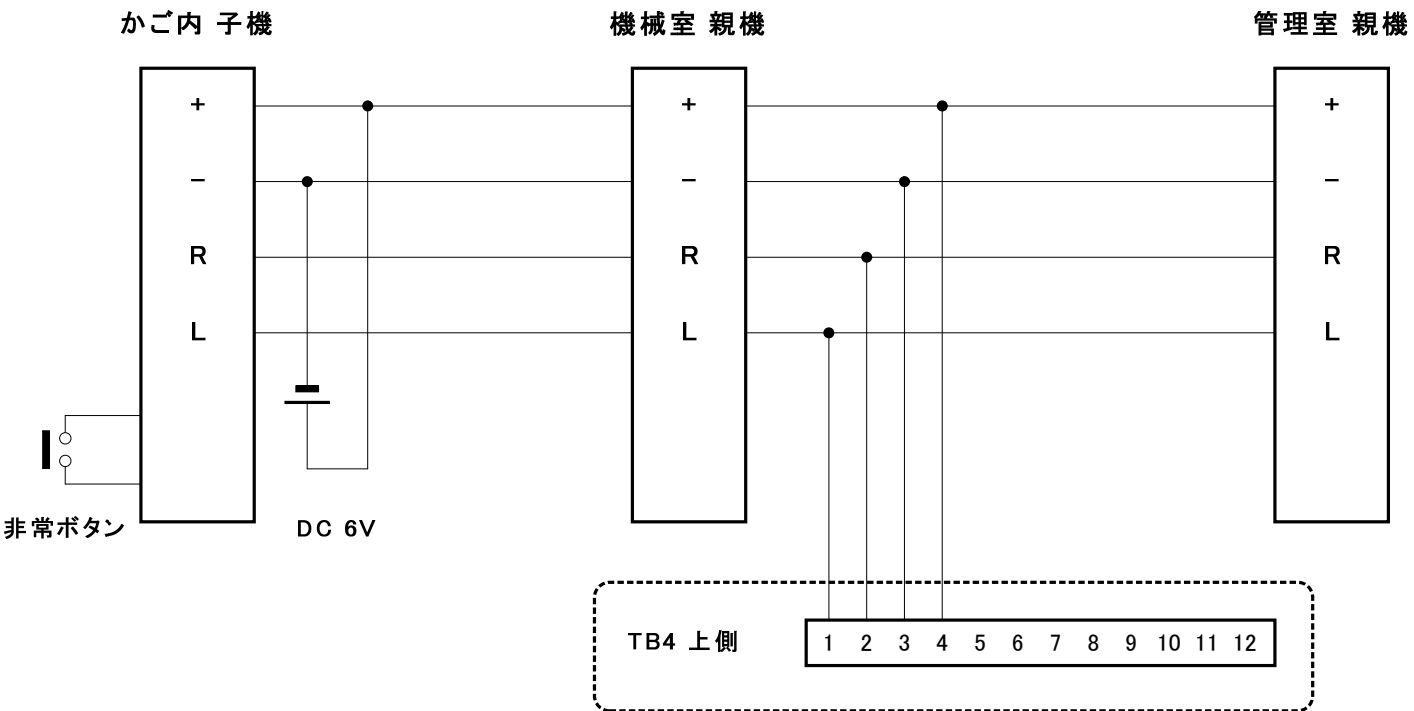 かご内 子機
機械室 親機
管理室 親機
+ + +
− − −
R R R
L L L
非常ボタン
DC 6V
TB4 上側
1 2 3 4 5 6 7 8 9 10 11 12